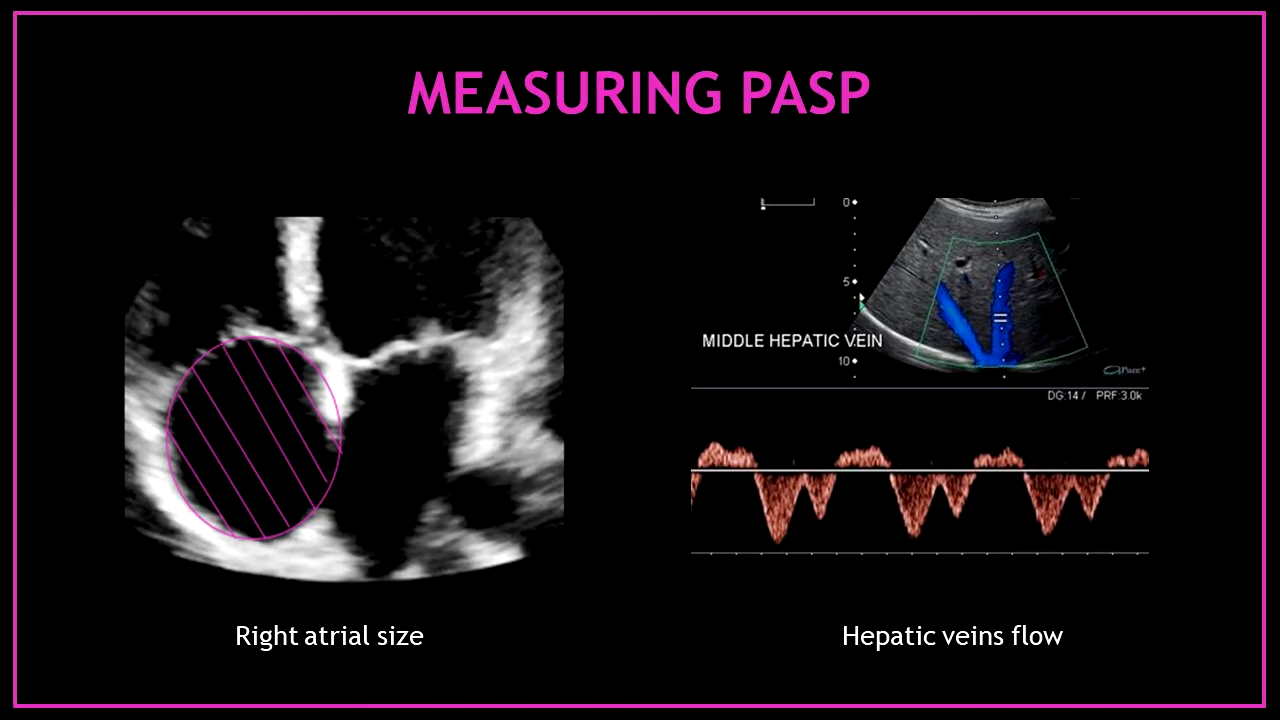 MEASURING PASP
0
5
MIDDLE HEPATIC VEIN
10
Pure+
DG:14 / PRF:3.0k
Right atrial size
Hepatic veins flow